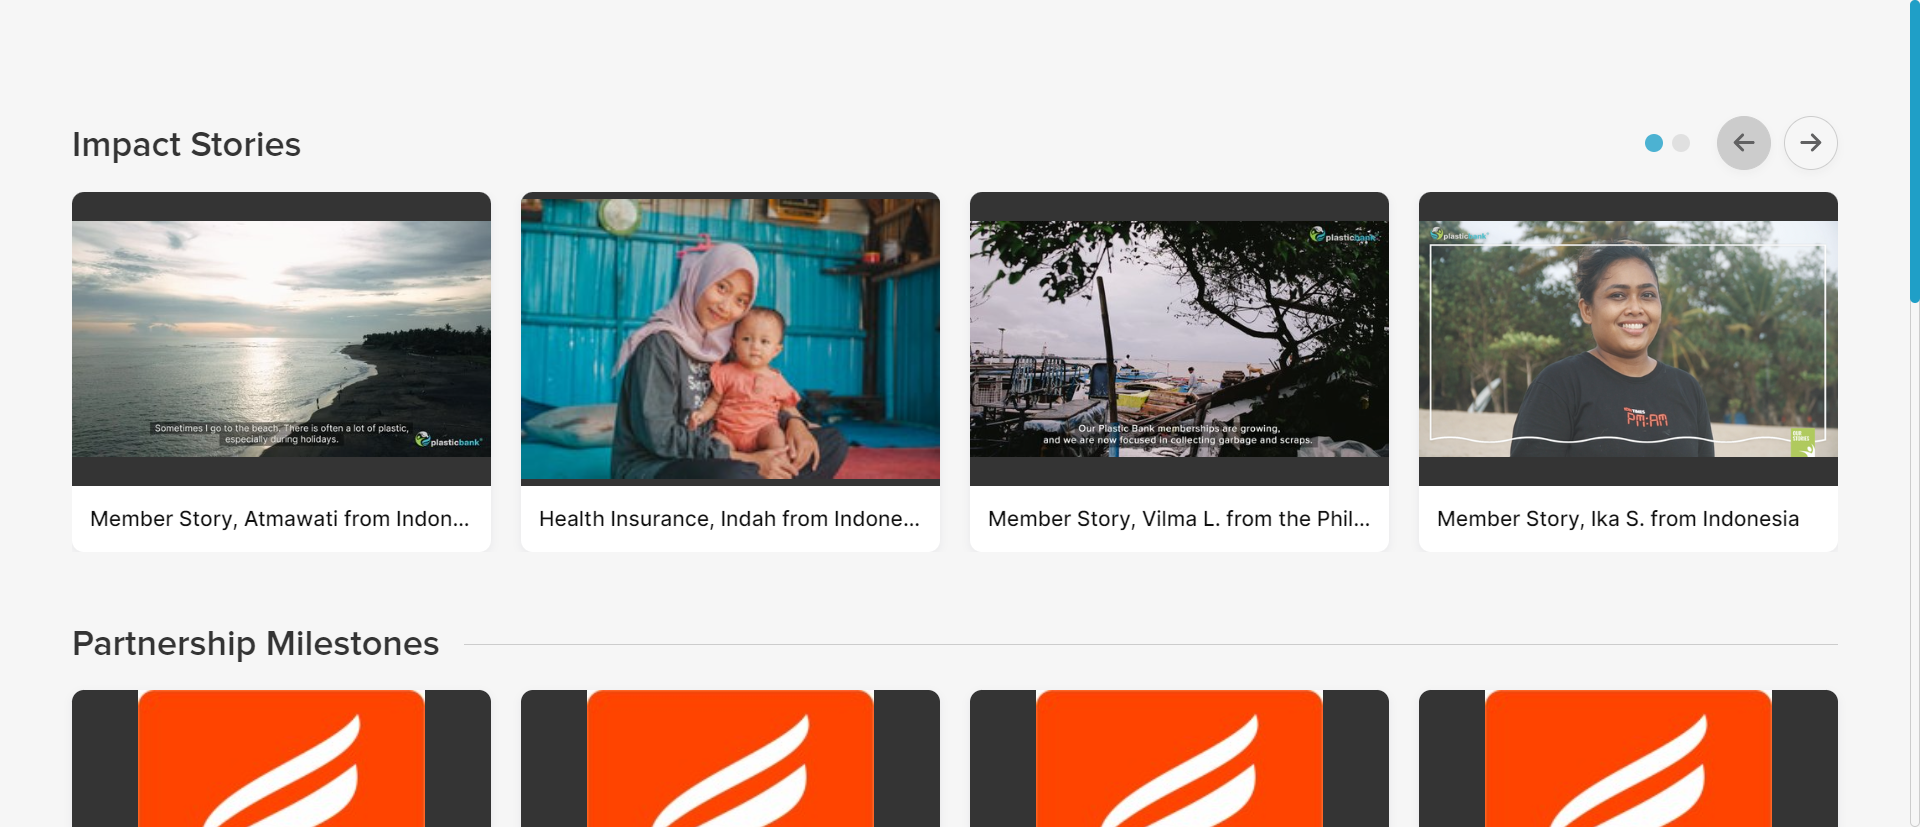 Impact Stories
Sometimes I go to the beach. There is often a lot of plastic,
especially during holidays.
plasticbank
plasticbank
Our Plastic Bank memberships are growing,
and we are now focused in collecting garbage and scraps.
plasticbank
PM:AM
OUR
STORIES
Member Story, Atmawati from Indon...
Health Insurance, Indah from Indone...
Member Story, Vilma L. from the Phil...
Member Story, Ika S. from Indonesia
Partnership Milestones